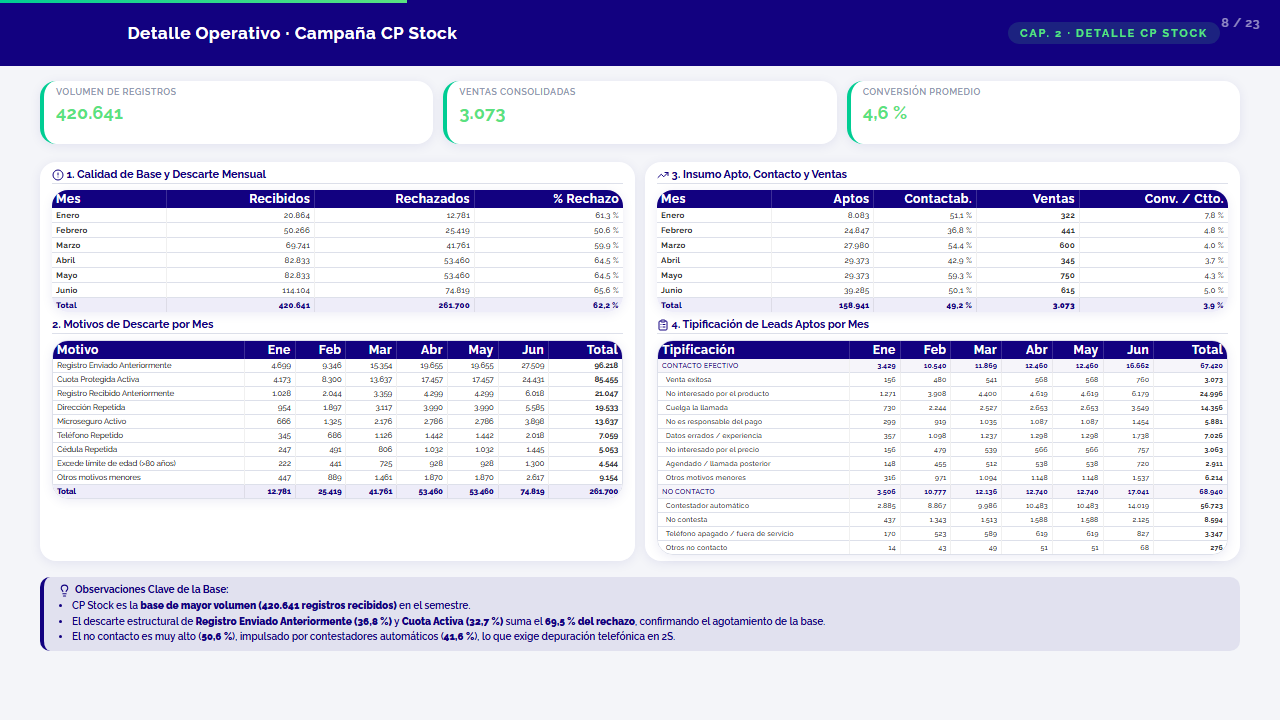 Detalle Operativo · Campaña CP Stock
CAP. 2 · DETALLE CP STOCK
8 / 23
VOLUMEN DE REGISTROS
420.641
VENTAS CONSOLIDADAS
3.073
CONVERSIÓN PROMEDIO
4,6 %
1. Calidad de Base y Descarte Mensual
Mes Recibidos Rechazados % Rechazo
Enero 20.864 12.781 61,3 %
Febrero 50.266 25.419 50,6 %
Marzo 69.741 41.761 59,9 %
Abril 82.833 53.460 64,5 %
Mayo 82.833 53.460 64,5 %
Junio 114.104 74.819 65,6 %
Total 420.641 261.700 62,2 %
2. Motivos de Descarte por Mes
Motivo Ene Feb Mar Abr May Jun Total
Registro Enviado Anteriormente 4.699 9.346 15.354 19.655 19.655 27.509 96.218
Cuota Protegida Activa 4.173 8.300 13.637 17.457 17.457 24.431 85.455
Registro Recibido Anteriormente 1.028 2.044 3.359 4.299 4.299 6.018 21.047
Dirección Repetida 954 1.897 3.117 3.990 3.990 5.585 19.533
Microseguro Activo 666 1.325 2.176 2.786 2.786 3.898 13.637
Teléfono Repetido 345 686 1.126 1.442 1.442 2.018 7.059
Cédula Repetida 247 491 806 1.032 1.032 1.445 5.053
Excede límite de edad (>80 años) 222 441 725 928 928 1.300 4.544
Otros motivos menores 447 889 1.461 1.870 1.870 2.617 9.154
Total 12.781 25.419 41.761 53.460 53.460 74.819 261.700
3. Insumo Apto, Contacto y Ventas
Mes Aptos Contactab. Ventas Conv. / Ctto.
Enero 8.083 51,1 % 322 7,8 %
Febrero 24.847 36,8 % 441 4,8 %
Marzo 27.980 54,4 % 600 4,0 %
Abril 29.373 42,9 % 345 3,7 %
Mayo 29.373 59,3 % 750 4,3 %
Junio 39.285 50,1 % 615 5,0 %
Total 158.941 49,2 % 3.073 3,9 %
4. Tipificación de Leads Aptos por Mes
Tipificación Ene Feb Mar Abr May Jun Total
CONTACTO EFECTIVO 3.429 10.540 11.869 12.460 12.460 16.662 67.420
Venta exitosa 156 480 541 568 568 760 3.073
No interesado por el producto 1.271 3.908 4.400 4.619 4.619 6.179 24.996
Cuelga la llamada 730 2.244 2.527 2.653 2.653 3.549 14.356
No es responsable del pago 299 919 1.035 1.087 1.087 1.454 5.881
Datos errados / experiencia 357 1.098 1.237 1.298 1.298 1.738 7.026
No interesado por el precio 156 479 539 566 566 757 3.063
Agendado / llamada posterior 148 455 512 538 538 720 2.911
Otros motivos menores 316 971 1.094 1.148 1.148 1.537 6.214
NO CONTACTO 3.506 10.777 12.136 12.740 12.740 17.041 68.940
Contestador automático 2.885 8.867 9.986 10.483 10.483 14.019 56.723
No contesta 437 1.343 1.513 1.588 1.588 2.125 8.594
Teléfono apagado / fuera de servicio 170 523 589 619 619 827 3.347
Otros no contacto 14 43 49 51 51 68 276
Observaciones Clave de la Base:
• CP Stock es la base de mayor volumen (420.641 registros recibidos) en el semestre.
• El descarte estructural de Registro Enviado Anteriormente (36,8 %) y Cuota Activa (32,7 %) suma el 69,5 % del rechazo, confirmando el agotamiento de la base.
• El no contacto es muy alto (50,6 %), impulsado por contestadores automáticos (41,6 %), lo que exige depuración telefónica en 2S.